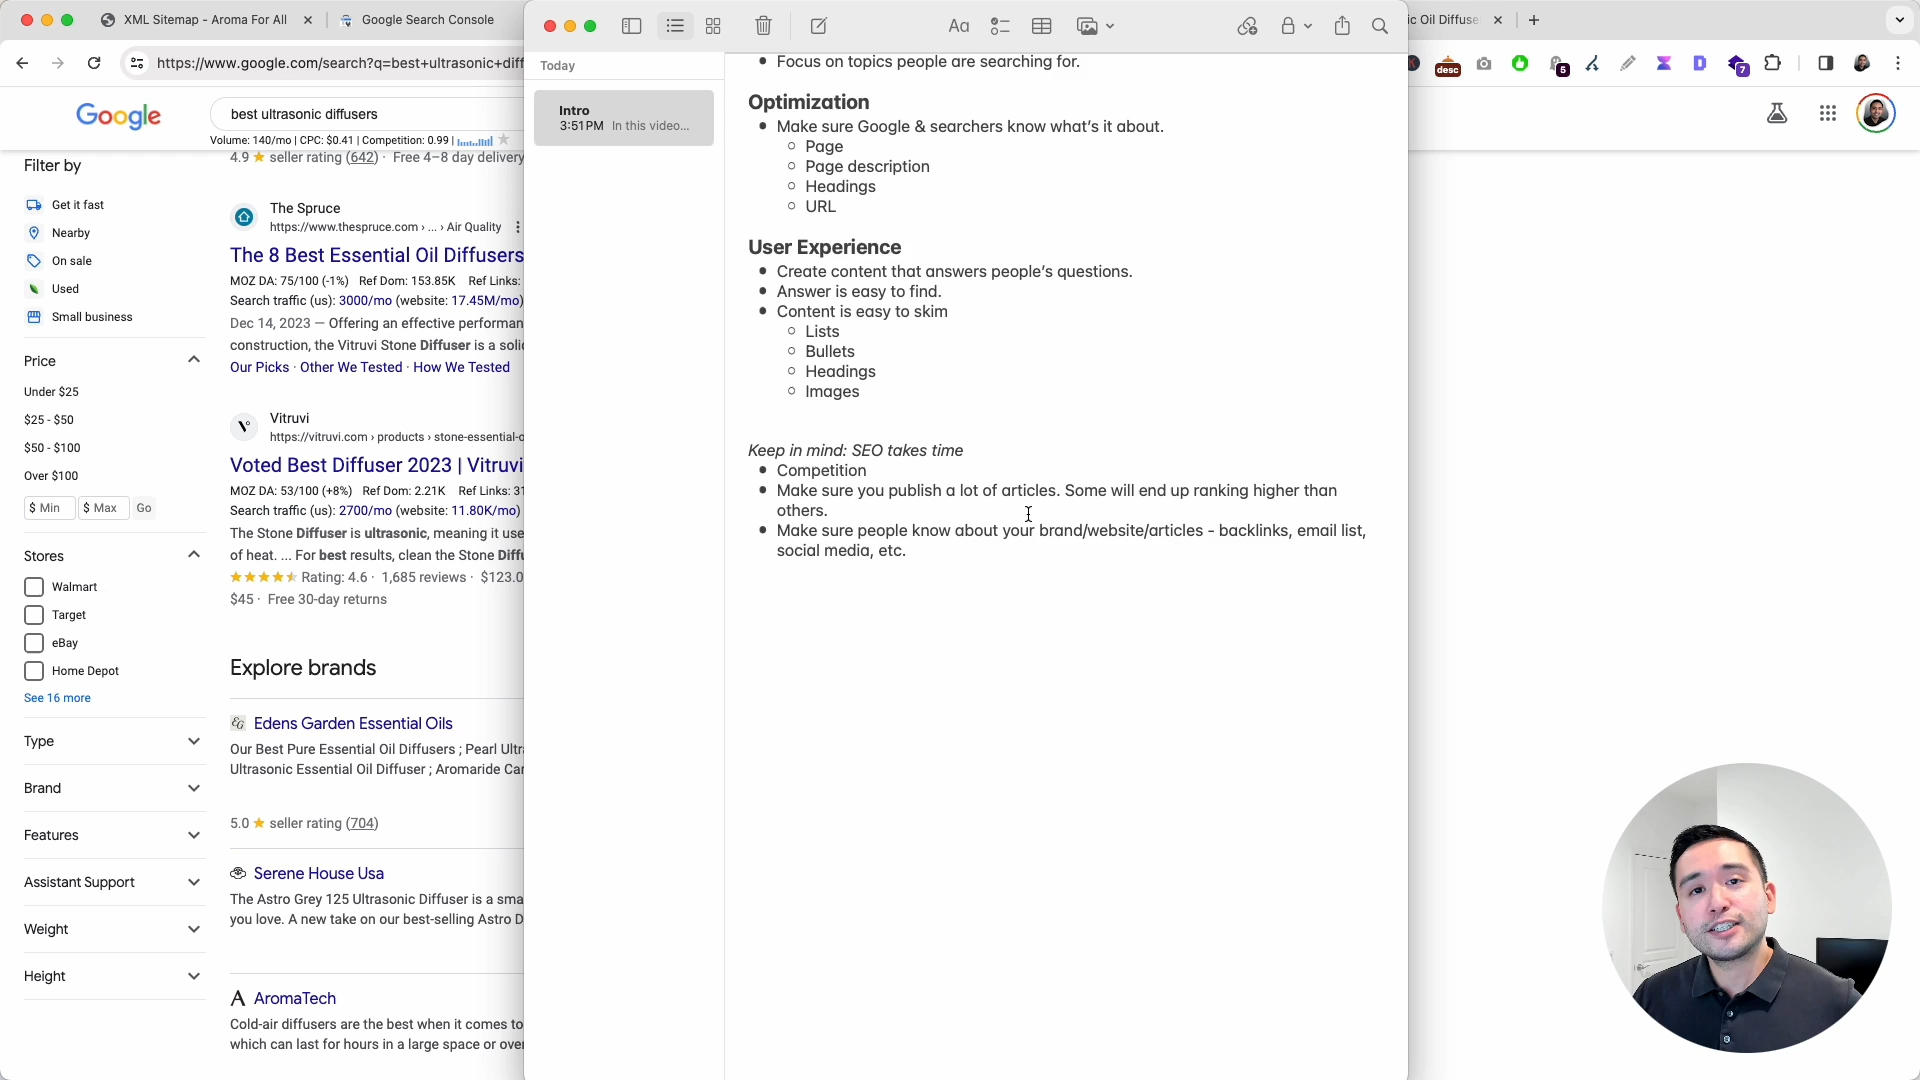 XML Sitemap - Aroma For All
Google Search Console
ic Oil Diffuse
https://www.google.com/search?q=best+ultrasonic+diff
desc
5
7
Google
best ultrasonic diffusers
Volume: 140/mo | CPC: $0.41 | Competition: 0.99 |
Filter by
Get it fast
Nearby
On sale
Used
Small business
Price
Under $25
$25 - $50
$50 - $100
Over $100
$ Min
$ Max
Go
Stores
Walmart
Target
eBay
Home Depot
See 16 more
Type
Brand
Features
Assistant Support
Weight
Height
4.9 ★ seller rating (642) · Free 4–8 day delivery
The Spruce
https://www.thespruce.com › ... › Air Quality
The 8 Best Essential Oil Diffusers
MOZ DA: 75/100 (-1%) Ref Dom: 153.85K Ref Links:
Search traffic (us): 3000/mo (website: 17.45M/mo)
Dec 14, 2023 — Offering an effective performan
construction, the Vitruvi Stone Diffuser is a soli
Our Picks · Other We Tested · How We Tested
Vitruvi
https://vitruvi.com › products › stone-essential-o
Voted Best Diffuser 2023 | Vitruvi
MOZ DA: 53/100 (+8%) Ref Dom: 2.21K Ref Links: 31
Search traffic (us): 2700/mo (website: 11.80K/mo)
The Stone Diffuser is ultrasonic, meaning it use
of heat. ... For best results, clean the Stone Diffu
Rating: 4.6 · 1,685 reviews · $123.0
$45 · Free 30-day returns
Explore brands
Edens Garden Essential Oils
Our Best Pure Essential Oil Diffusers ; Pearl Ultr
Ultrasonic Essential Oil Diffuser ; Aromaride Car
5.0 ★ seller rating (704)
Serene House Usa
The Astro Grey 125 Ultrasonic Diffuser is a sma
you love. A new take on our best-selling Astro D
AromaTech
Cold-air diffusers are the best when it comes to
which can last for hours in a large space or over
Aa
Today
Intro
3:51 PM In this video...
• Focus on topics people are searching for.
Optimization
• Make sure Google & searchers know what's it about.
○ Page
○ Page description
○ Headings
○ URL
User Experience
• Create content that answers people's questions.
• Answer is easy to find.
• Content is easy to skim
○ Lists
○ Bullets
○ Headings
○ Images
Keep in mind: SEO takes time
• Competition
• Make sure you publish a lot of articles. Some will end up ranking higher than
others.
• Make sure people know about your brand/website/articles - backlinks, email list,
social media, etc.